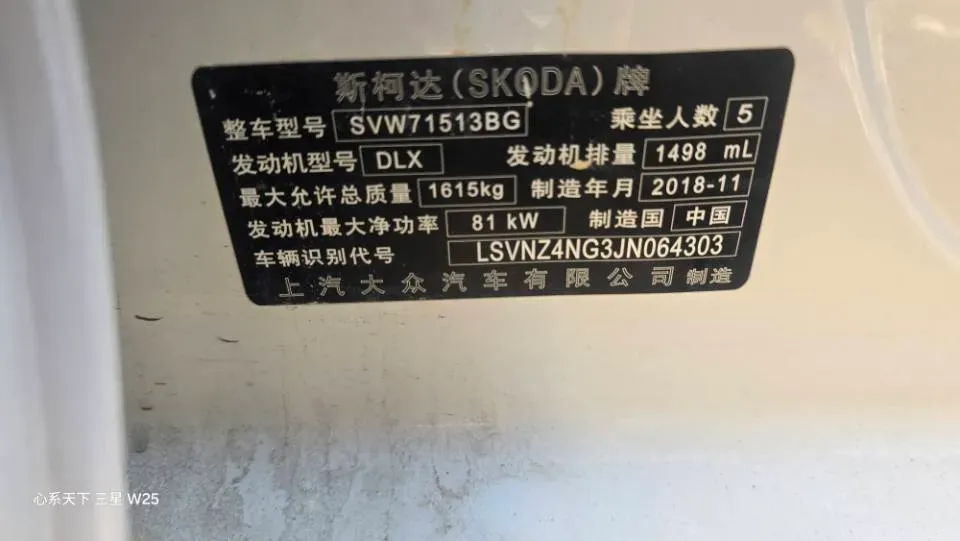 斯柯达(SKODA)牌
整车型号 SVW71513BG 乘坐人数 5
发动机型号 DLX 发动机排量 1498 mL
最大允许总质量 1615kg 制造年月 2018-11
发动机最大净功率 81 kW 制造国 中国
车辆识别代号 LSVNZ4NG3JN064303
上汽大众汽车有限公司 制造
心系天下 三星 W25